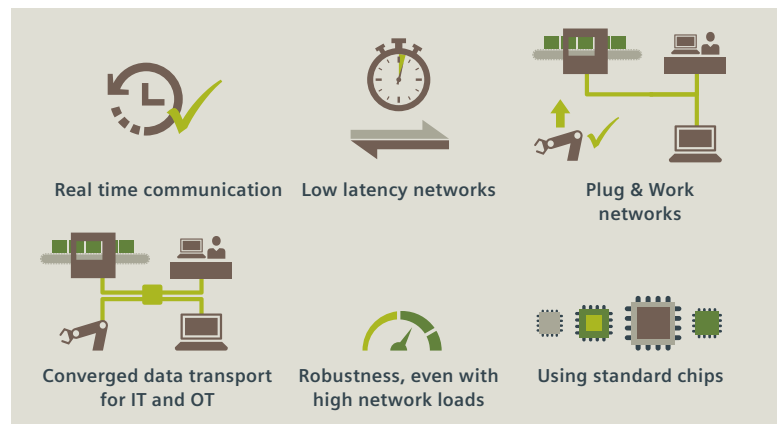 Real time communication
Low latency networks
Plug & Work
networks
Converged data transport
for IT and OT
Robustness, even with
high network loads
Using standard chips